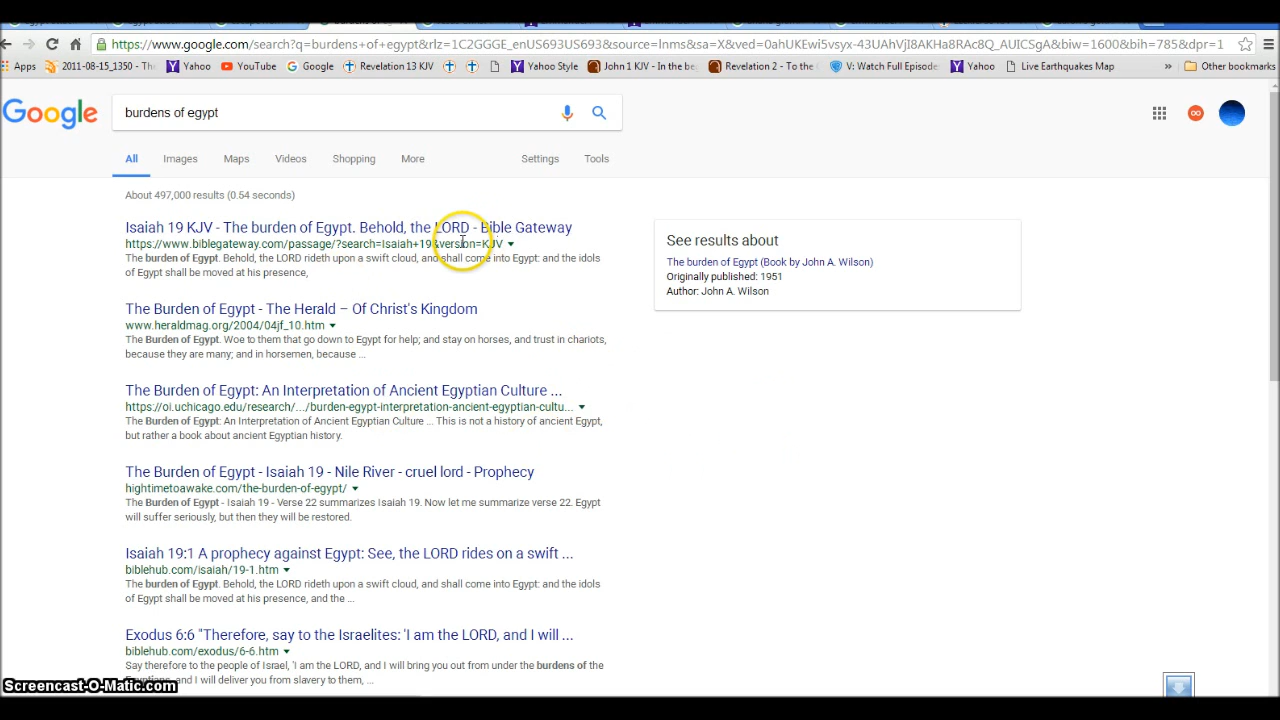 https://www.google.com/search?q=burdens+of+egypt&rlz=1C2GGGE_enUS693US693&source=lnms&sa=X&ved=0ahUKEwi5vsyx-43UAhVjI8AKHa8RAc8Q_AUICSgA&biw=1600&bih=785&dpr=1
Apps 2011-08-15_1350 - Th Yahoo YouTube Google Revelation 13 KJV Yahoo Style John 1 KJV - In the be Revelation 2 - To the V: Watch Full Episode Yahoo Live Earthquakes Map » Other bookmarks
Google burdens of egypt
All Images Maps Videos Shopping More Settings Tools
About 497,000 results (0.54 seconds)
Isaiah 19 KJV - The burden of Egypt. Behold, the LORD - Bible Gateway
https://www.biblegateway.com/passage/?search=Isaiah+19&version=KJV
The burden of Egypt. Behold, the LORD rideth upon a swift cloud, and shall come into Egypt: and the idols
of Egypt shall be moved at his presence,
The Burden of Egypt - The Herald – Of Christ's Kingdom
www.heraldmag.org/2004/04jf_10.htm
The Burden of Egypt. Woe to them that go down to Egypt for help; and stay on horses, and trust in chariots,
because they are many; and in horsemen, because ...
The Burden of Egypt: An Interpretation of Ancient Egyptian Culture ...
https://oi.uchicago.edu/research/.../burden-egypt-interpretation-ancient-egyptian-cultu...
The Burden of Egypt: An Interpretation of Ancient Egyptian Culture ... This is not a history of ancient Egypt,
but rather a book about ancient Egyptian history.
The Burden of Egypt - Isaiah 19 - Nile River - cruel lord - Prophecy
hightimetoawake.com/the-burden-of-egypt/
The Burden of Egypt - Isaiah 19 - Verse 22 summarizes Isaiah 19. Now let me summarize verse 22. Egypt
will suffer seriously, but then they will be restored.
Isaiah 19:1 A prophecy against Egypt: See, the LORD rides on a swift ...
biblehub.com/isaiah/19-1.htm
The burden of Egypt. Behold, the LORD rideth upon a swift cloud, and shall come into Egypt: and the idols
of Egypt shall be moved at his presence, and the ...
Exodus 6:6 "Therefore, say to the Israelites: 'I am the LORD, and I will ...
biblehub.com/exodus/6-6.htm
Say therefore to the people of Israel, 'I am the LORD, and I will bring you out from under the burdens of the
Egyptians, and I will deliver you from slavery to them, ...
See results about
The burden of Egypt (Book by John A. Wilson)
Originally published: 1951
Author: John A. Wilson
Screencast-O-Matic.com